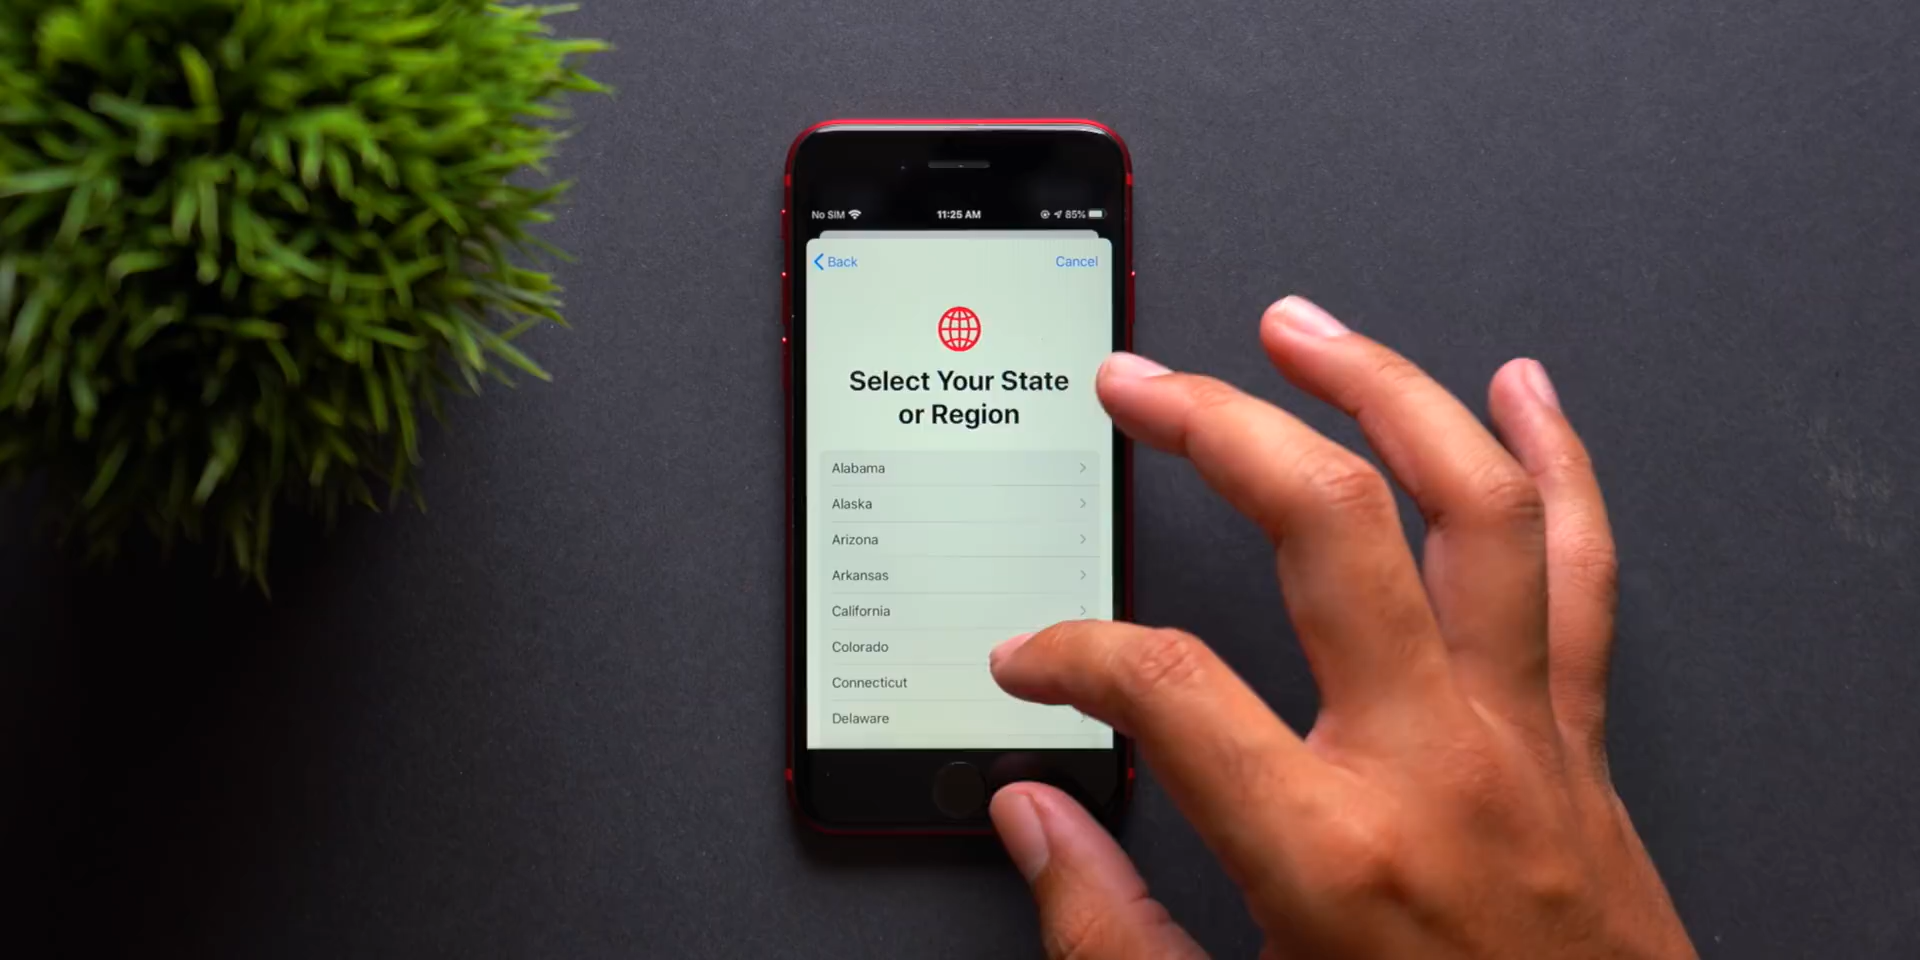 No SIM 11:25 AM 85%
Back Cancel
Select Your State
or Region
Alabama
Alaska
Arizona
Arkansas
California
Colorado
Connecticut
Delaware